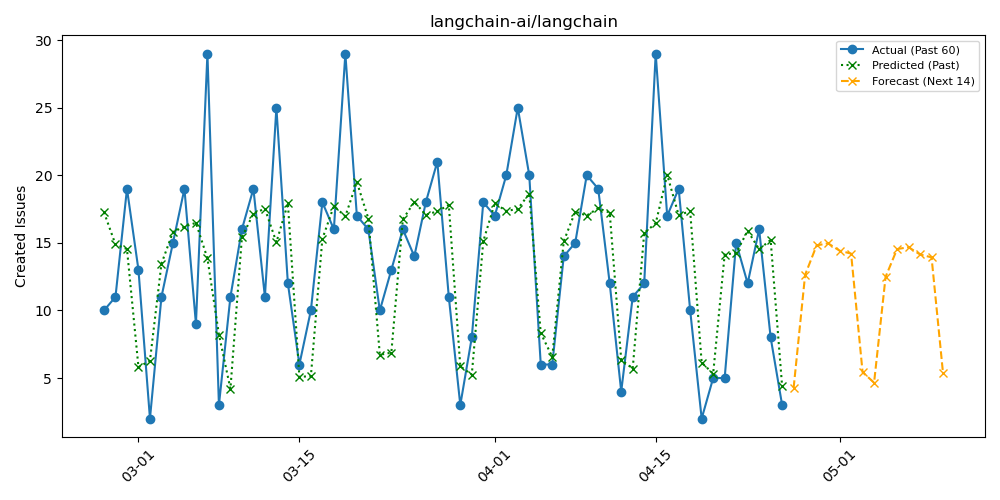 langchain-ai/langchain
Created Issues
30
25
20
15
10
5
Actual (Past 60)
Predicted (Past)
Forecast (Next 14)
03-01
03-15
04-01
04-15
05-01